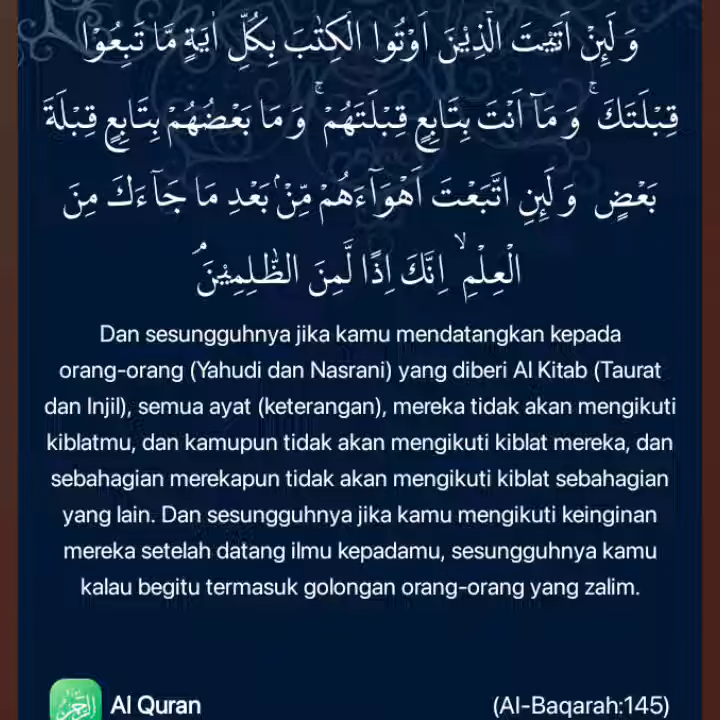 وَ لَىِٕنْ اَتَیْتَ الَّذِیْنَ اُوْتُوا الْكِتٰبَ بِكُلِّ اٰیَةٍ مَّا تَبِعُوْا
قِبْلَتَكَ ۚ وَ مَاۤ اَنْتَ بِتَابِعٍ قِبْلَتَهُمْ ۚ وَ مَا بَعْضُهُمْ بِتَابِعٍ قِبْلَةَ
بَعْضٍ وَ لَىِٕنِ اتَّبَعْتَ اَهْوَآءَهُمْ مِّنْۢ بَعْدِ مَا جَآءَكَ مِنَ
الْعِلْمِ ۙ اِنَّكَ اِذًا لَّمِنَ الظّٰلِمِیْنَۘ
Dan sesungguhnya jika kamu mendatangkan kepada
orang-orang (Yahudi dan Nasrani) yang diberi Al Kitab (Taurat
dan Injil), semua ayat (keterangan), mereka tidak akan mengikuti
kiblatmu, dan kamupun tidak akan mengikuti kiblat mereka, dan
sebahagian merekapun tidak akan mengikuti kiblat sebahagian
yang lain. Dan sesungguhnya jika kamu mengikuti keinginan
mereka setelah datang ilmu kepadamu, sesungguhnya kamu
kalau begitu termasuk golongan orang-orang yang zalim.
Al Quran (Al-Baqarah:145)